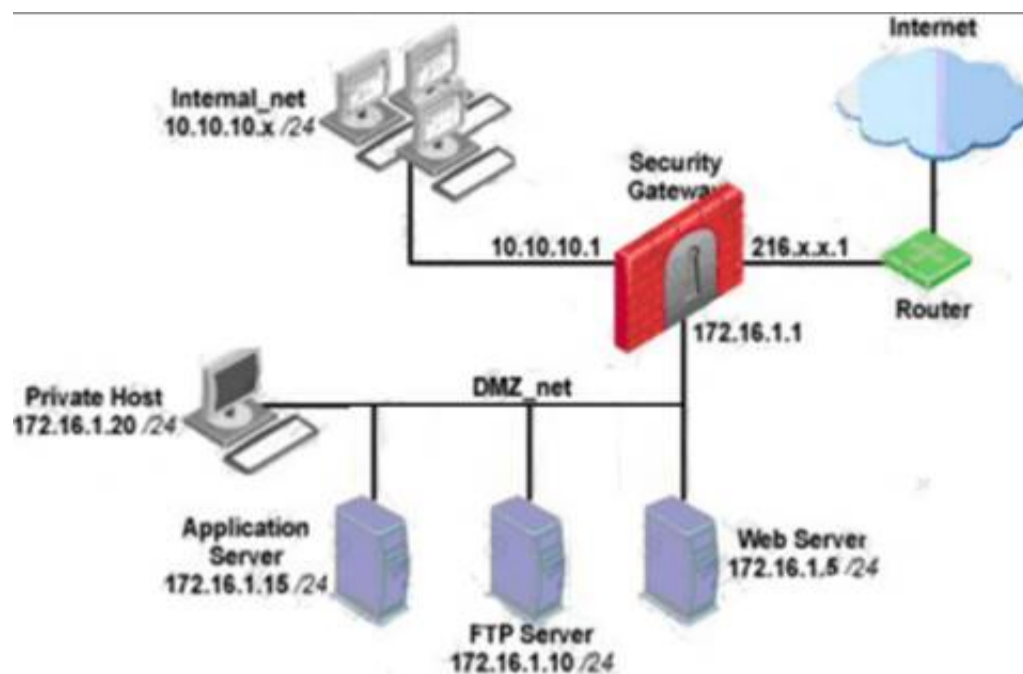 Internet
Internal_net
10.10.10.x /24
Security
Gateway
10.10.10.1
216.x.x.1
Router
172.16.1.1
DMZ_net
Private Host
172.16.1.20 /24
Application
Server
172.16.1.15 /24
Web Server
172.16.1.5 /24
FTP Server
172.16.1.10 /24